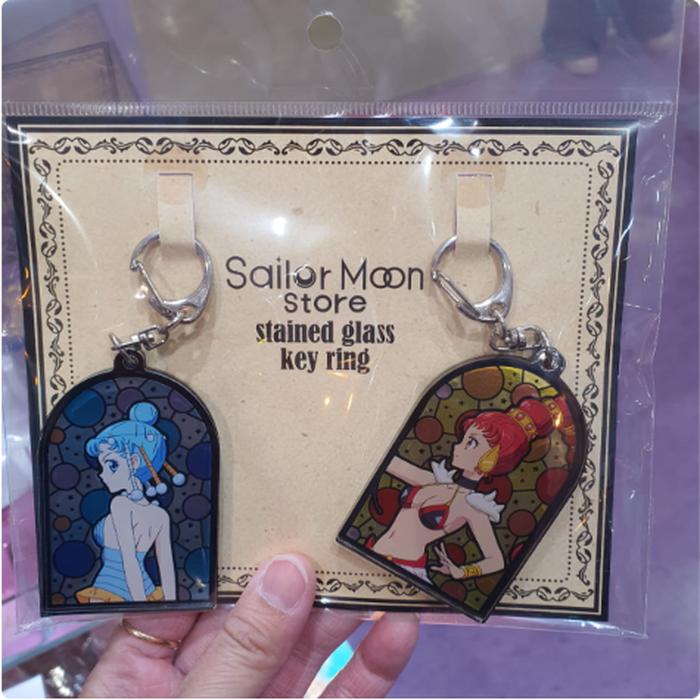 Sailor Moon
store
stained glass
key ring